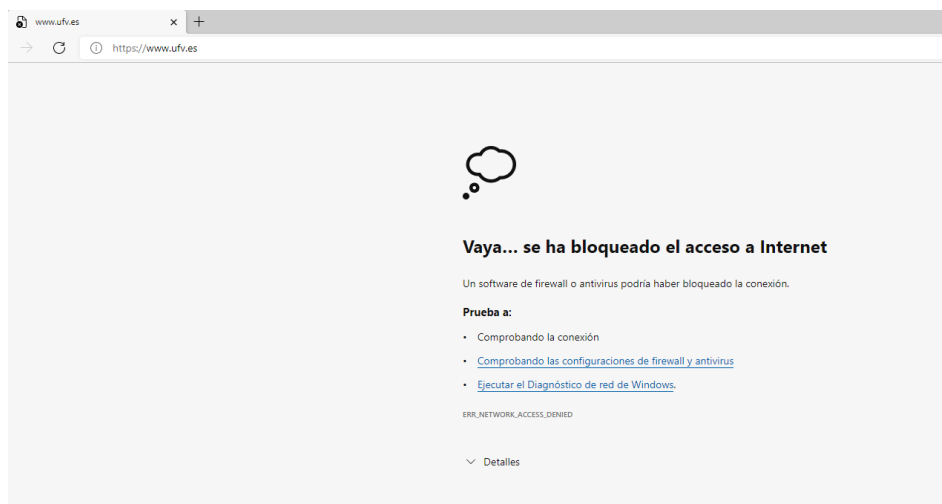 www.ufv.es
https://www.ufv.es
Vaya... se ha bloqueado el acceso a Internet
Un software de firewall o antivirus podría haber bloqueado la conexión.
Prueba a:
• Comprobando la conexión
• Comprobando las configuraciones de firewall y antivirus
• Ejecutar el Diagnóstico de red de Windows.
ERR_NETWORK_ACCESS_DENIED
Detalles